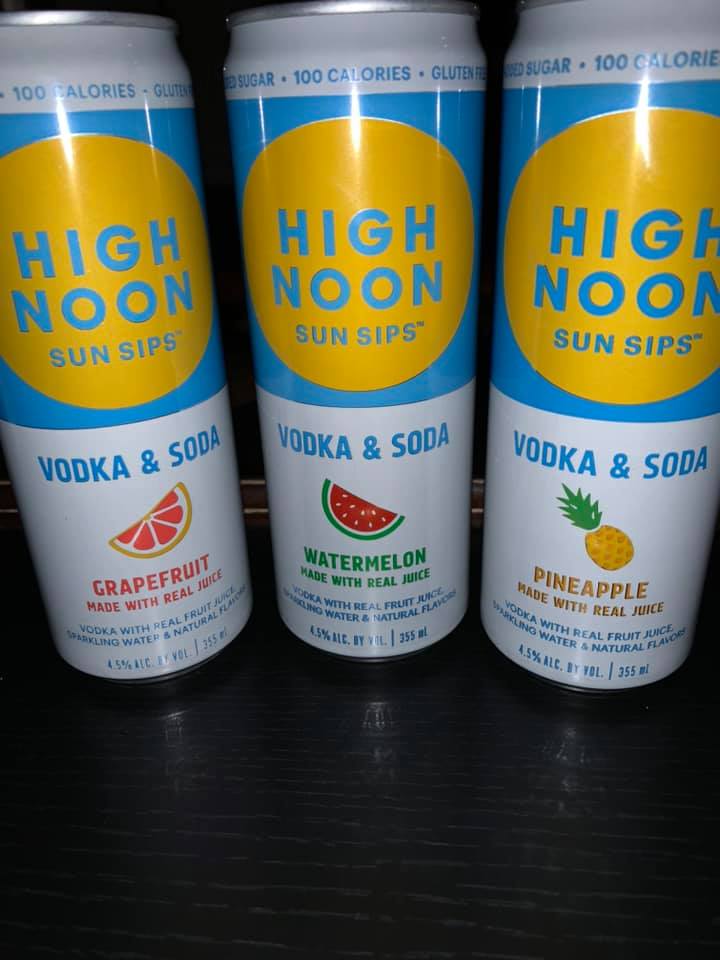 100 CALORIES - GLUTEN
HIGH
NOON
SUN SIPS™
VODKA & SODA
GRAPEFRUIT
MADE WITH REAL JUICE
VODKA WITH REAL FRUIT JUICE,
SPARKLING WATER & NATURAL FLAVORS
4.5% ALC. BY VOL. | 355 ml
SUGAR • 100 CALORIES • GLUTEN FRE
HIGH
NOON
SUN SIPS™
VODKA & SODA
WATERMELON
MADE WITH REAL JUICE
VODKA WITH REAL FRUIT JUICE,
SPARKLING WATER & NATURAL FLAVORS
4.5% ALC. BY VOL. | 355 ml
DED SUGAR • 100 CALORIE
HIGH
NOON
SUN SIPS™
VODKA & SODA
PINEAPPLE
MADE WITH REAL JUICE
VODKA WITH REAL FRUIT JUICE,
SPARKLING WATER & NATURAL FLAVORS
4.5% ALC. BY VOL. | 355 ml